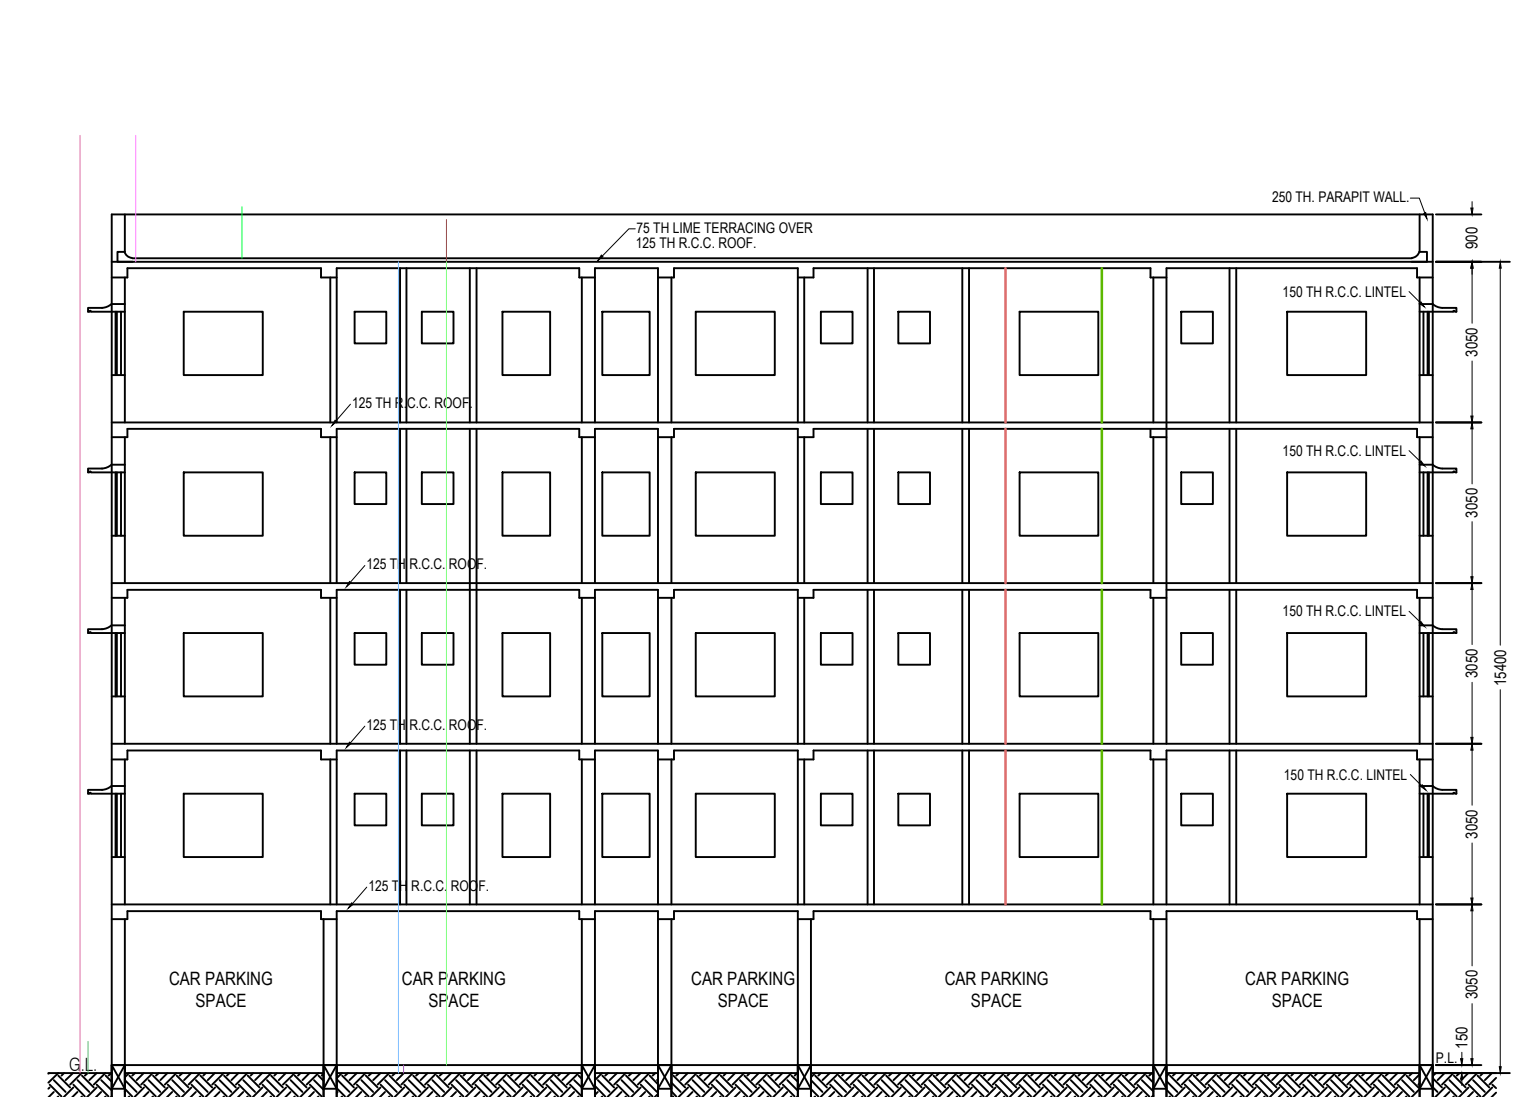 250 TH. PARAPIT WALL.
75 TH LIME TERRACING OVER
125 TH R.C.C. ROOF.
900
150 TH R.C.C. LINTEL
3050
125 TH R.C.C. ROOF.
150 TH R.C.C. LINTEL
3050
125 TH R.C.C. ROOF.
150 TH R.C.C. LINTEL
3050
15400
125 TH R.C.C. ROOF.
150 TH R.C.C. LINTEL
3050
125 TH R.C.C. ROOF.
CAR PARKING
SPACE
CAR PARKING
SPACE
CAR PARKING
SPACE
CAR PARKING
SPACE
CAR PARKING
SPACE
3050
150
G.L.
P.L.